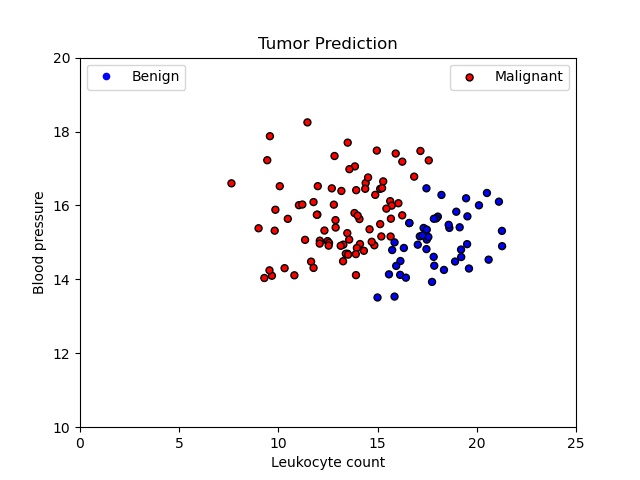 Tumor Prediction
Benign
Malignant
20
18
16
14
12
10
Blood pressure
0 5 10 15 20 25
Leukocyte count